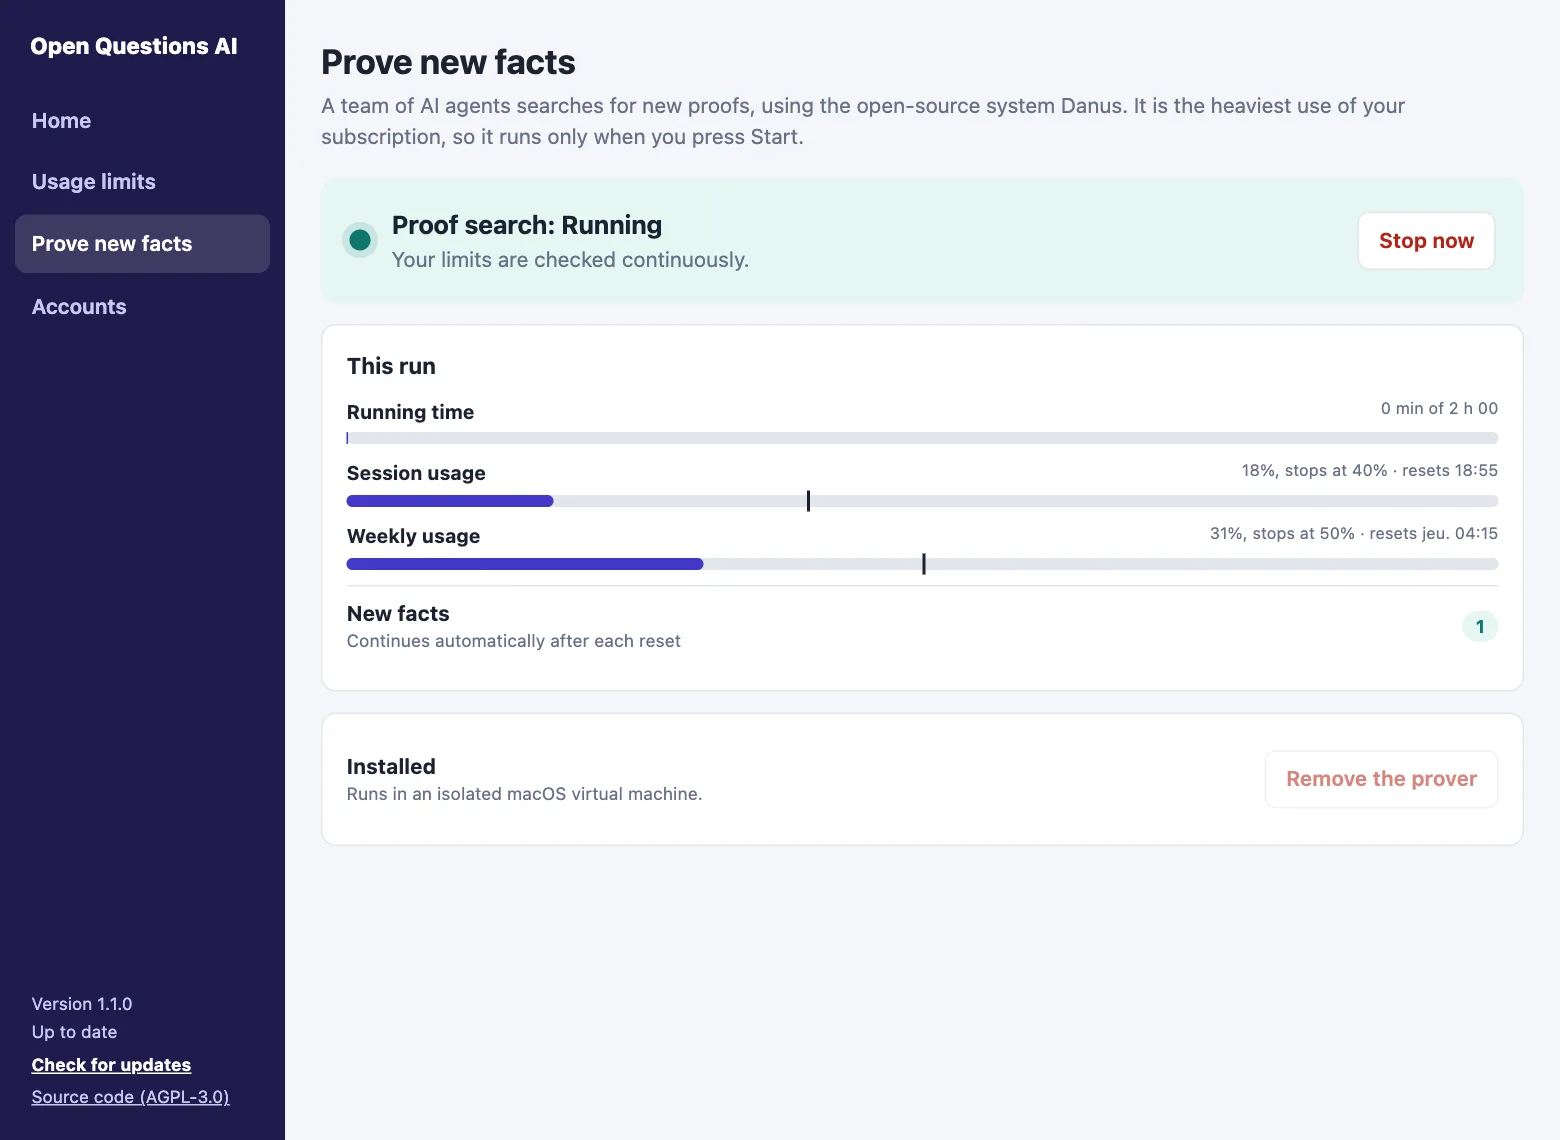 Open Questions AI
Home
Usage limits
Prove new facts
Accounts
Version 1.1.0
Up to date
Check for updates
Source code (AGPL-3.0)
Prove new facts
A team of AI agents searches for new proofs, using the open-source system Danus. It is the heaviest use of your
subscription, so it runs only when you press Start.
Proof search: Running
Your limits are checked continuously.
Stop now
This run
Running time
0 min of 2 h 00
Session usage
18%, stops at 40% · resets 18:55
Weekly usage
31%, stops at 50% · resets jeu. 04:15
New facts
Continues automatically after each reset
1
Installed
Runs in an isolated macOS virtual machine.
Remove the prover